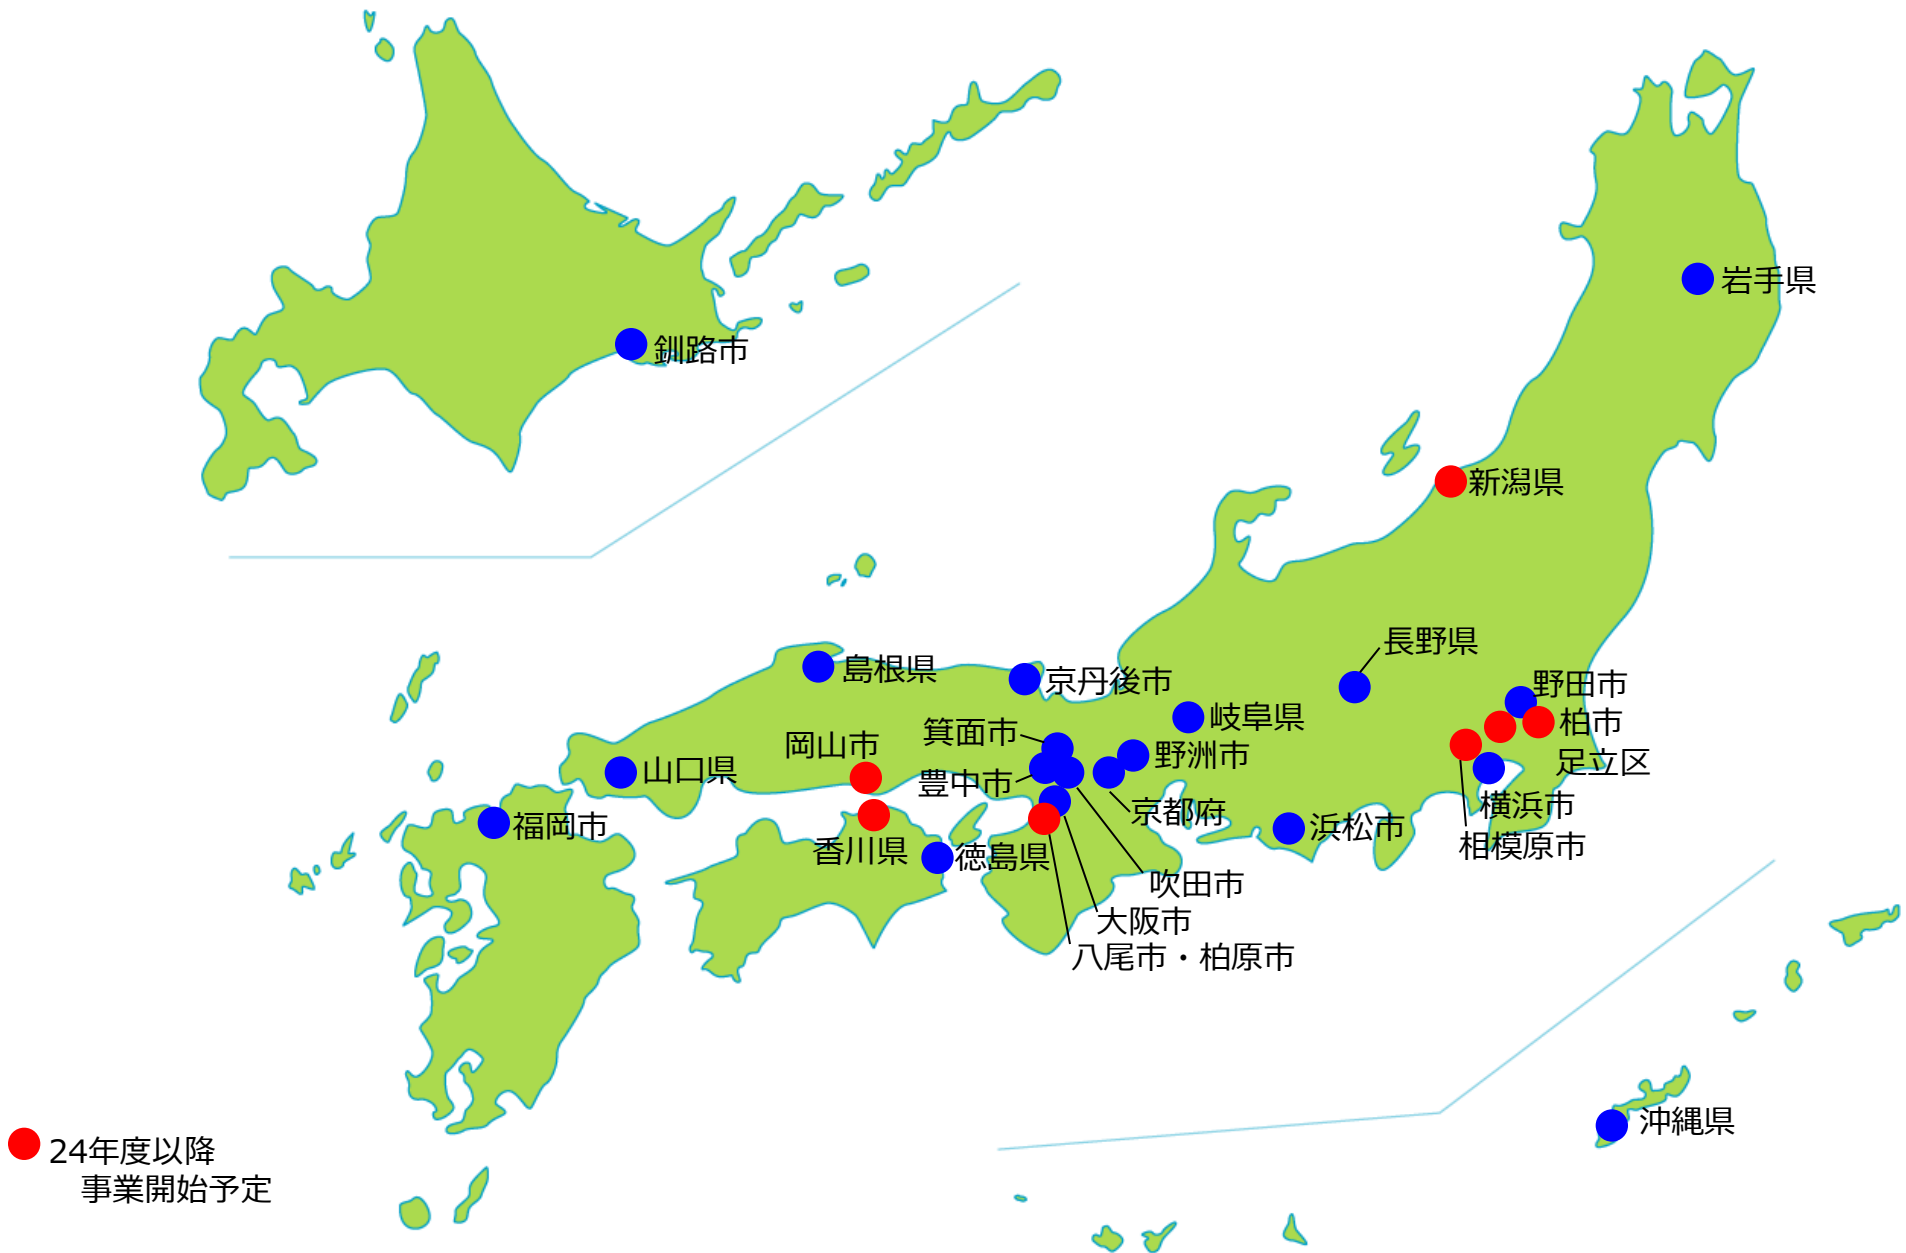 岩手県
釧路市
新潟県
長野県
島根県
京丹後市
野田市
岐阜県
柏市
箕面市
岡山市
野洲市
足立区
山口県
豊中市
横浜市
京都府
福岡市
浜松市
相模原市
香川県
徳島県
吹田市
大阪市
八尾市・柏原市
沖縄県
24年度以降
事業開始予定